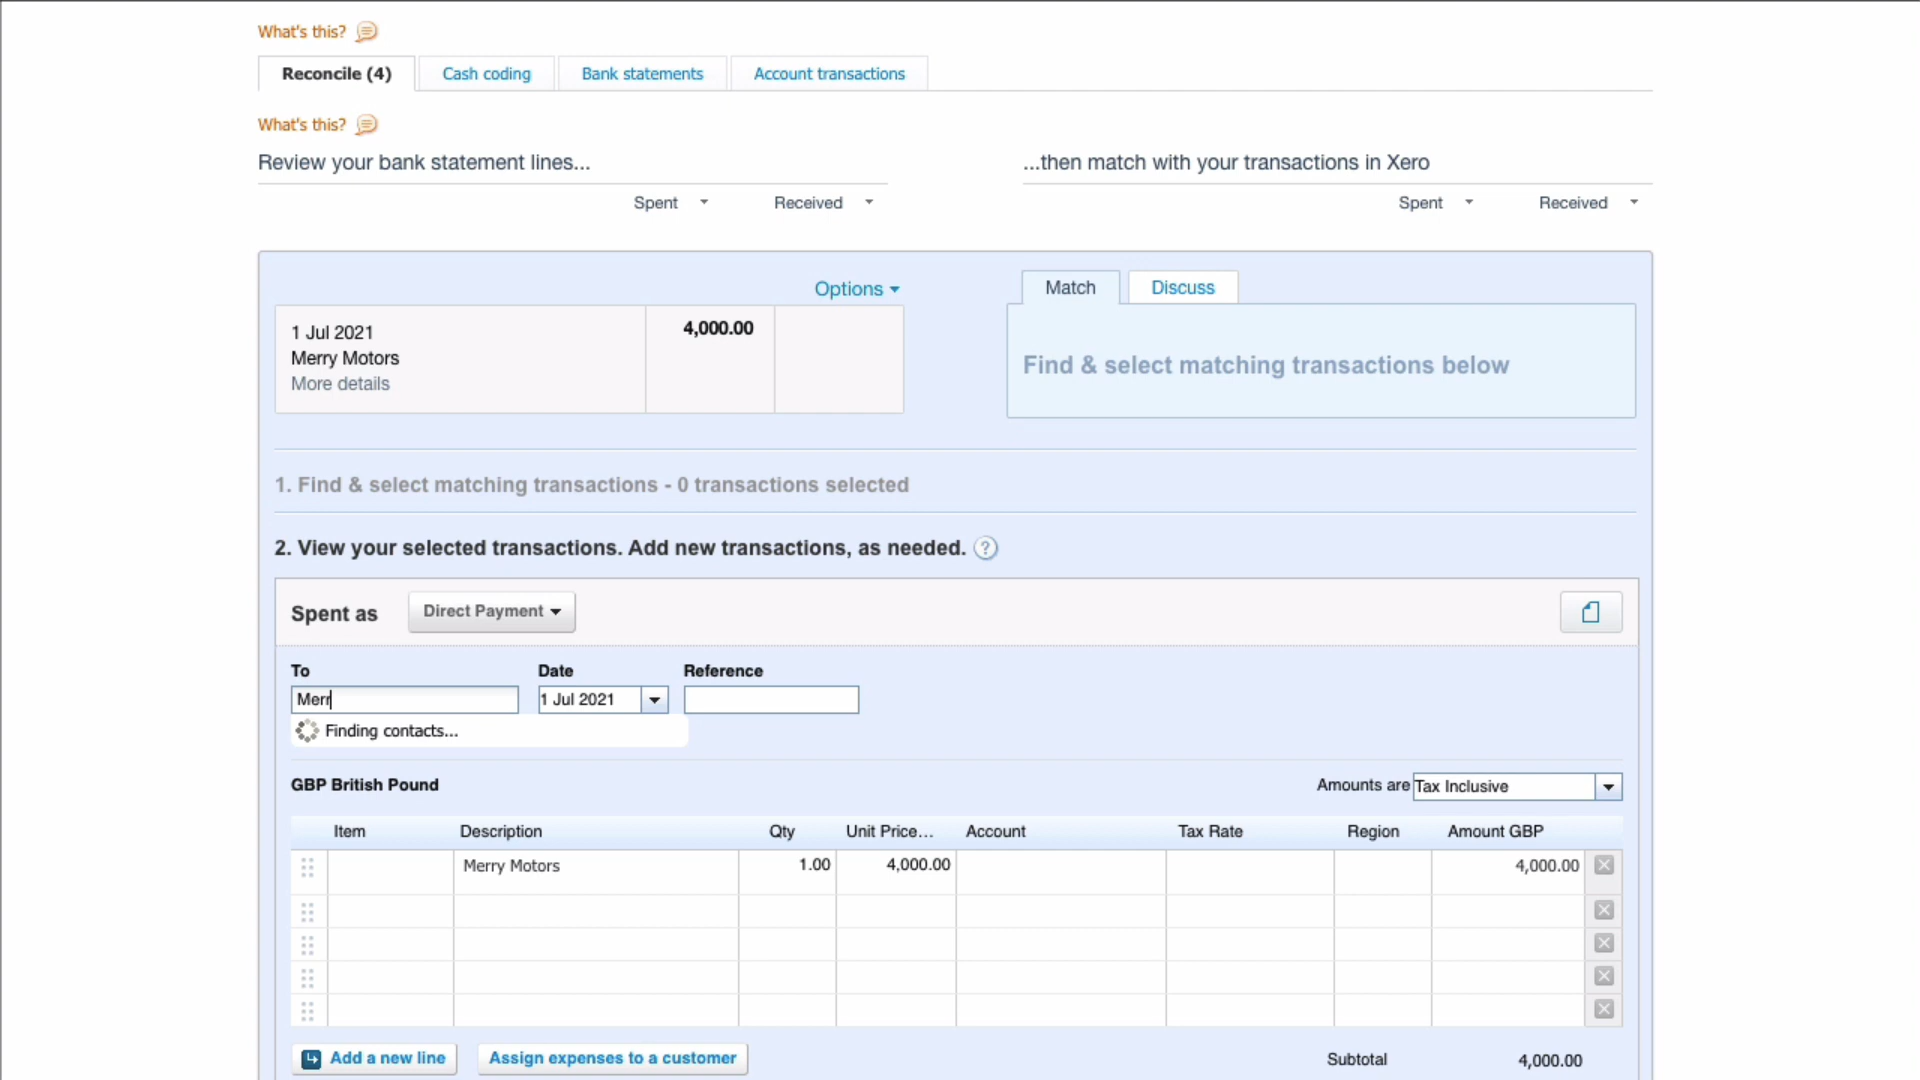 What's this?
Reconcile (4) Cash coding Bank statements Account transactions
What's this?
Review your bank statement lines...
...then match with your transactions in Xero
Spent Received
Spent Received
Options
Match Discuss
1 Jul 2021
Merry Motors
More details
4,000.00
Find & select matching transactions below
1. Find & select matching transactions - 0 transactions selected
2. View your selected transactions. Add new transactions, as needed. ?
Spent as Direct Payment
To Date Reference
Merr 1 Jul 2021
Finding contacts...
GBP British Pound Amounts are Tax Inclusive
Item Description Qty Unit Price... Account Tax Rate Region Amount GBP
Merry Motors 1.00 4,000.00 4,000.00
Add a new line Assign expenses to a customer Subtotal 4,000.00